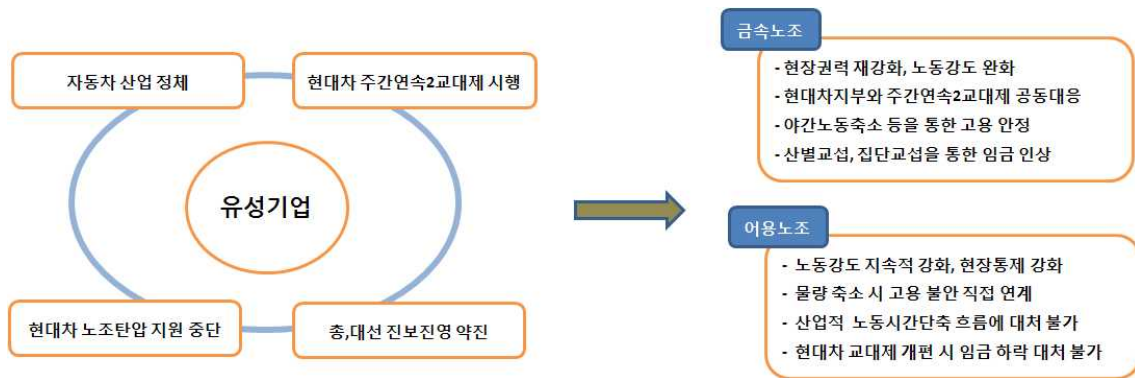 자동차 산업 정체
현대차 주간연속2교대제 시행
유성기업
현대차 노조탄압 지원 중단
총,대선 진보진영 약진
금속노조
- 현장권력 재강화, 노동강도 완화
- 현대차지부와 주간연속2교대제 공동대응
- 야간노동축소 등을 통한 고용 안정
- 산별교섭, 집단교섭을 통한 임금 인상
어용노조
- 노동강도 지속적 강화, 현장통제 강화
- 물량 축소 시 고용 불안 직접 연계
- 산업적 노동시간단축 흐름에 대처 불가
- 현대차 교대제 개편 시 임금 하락 대처 불가